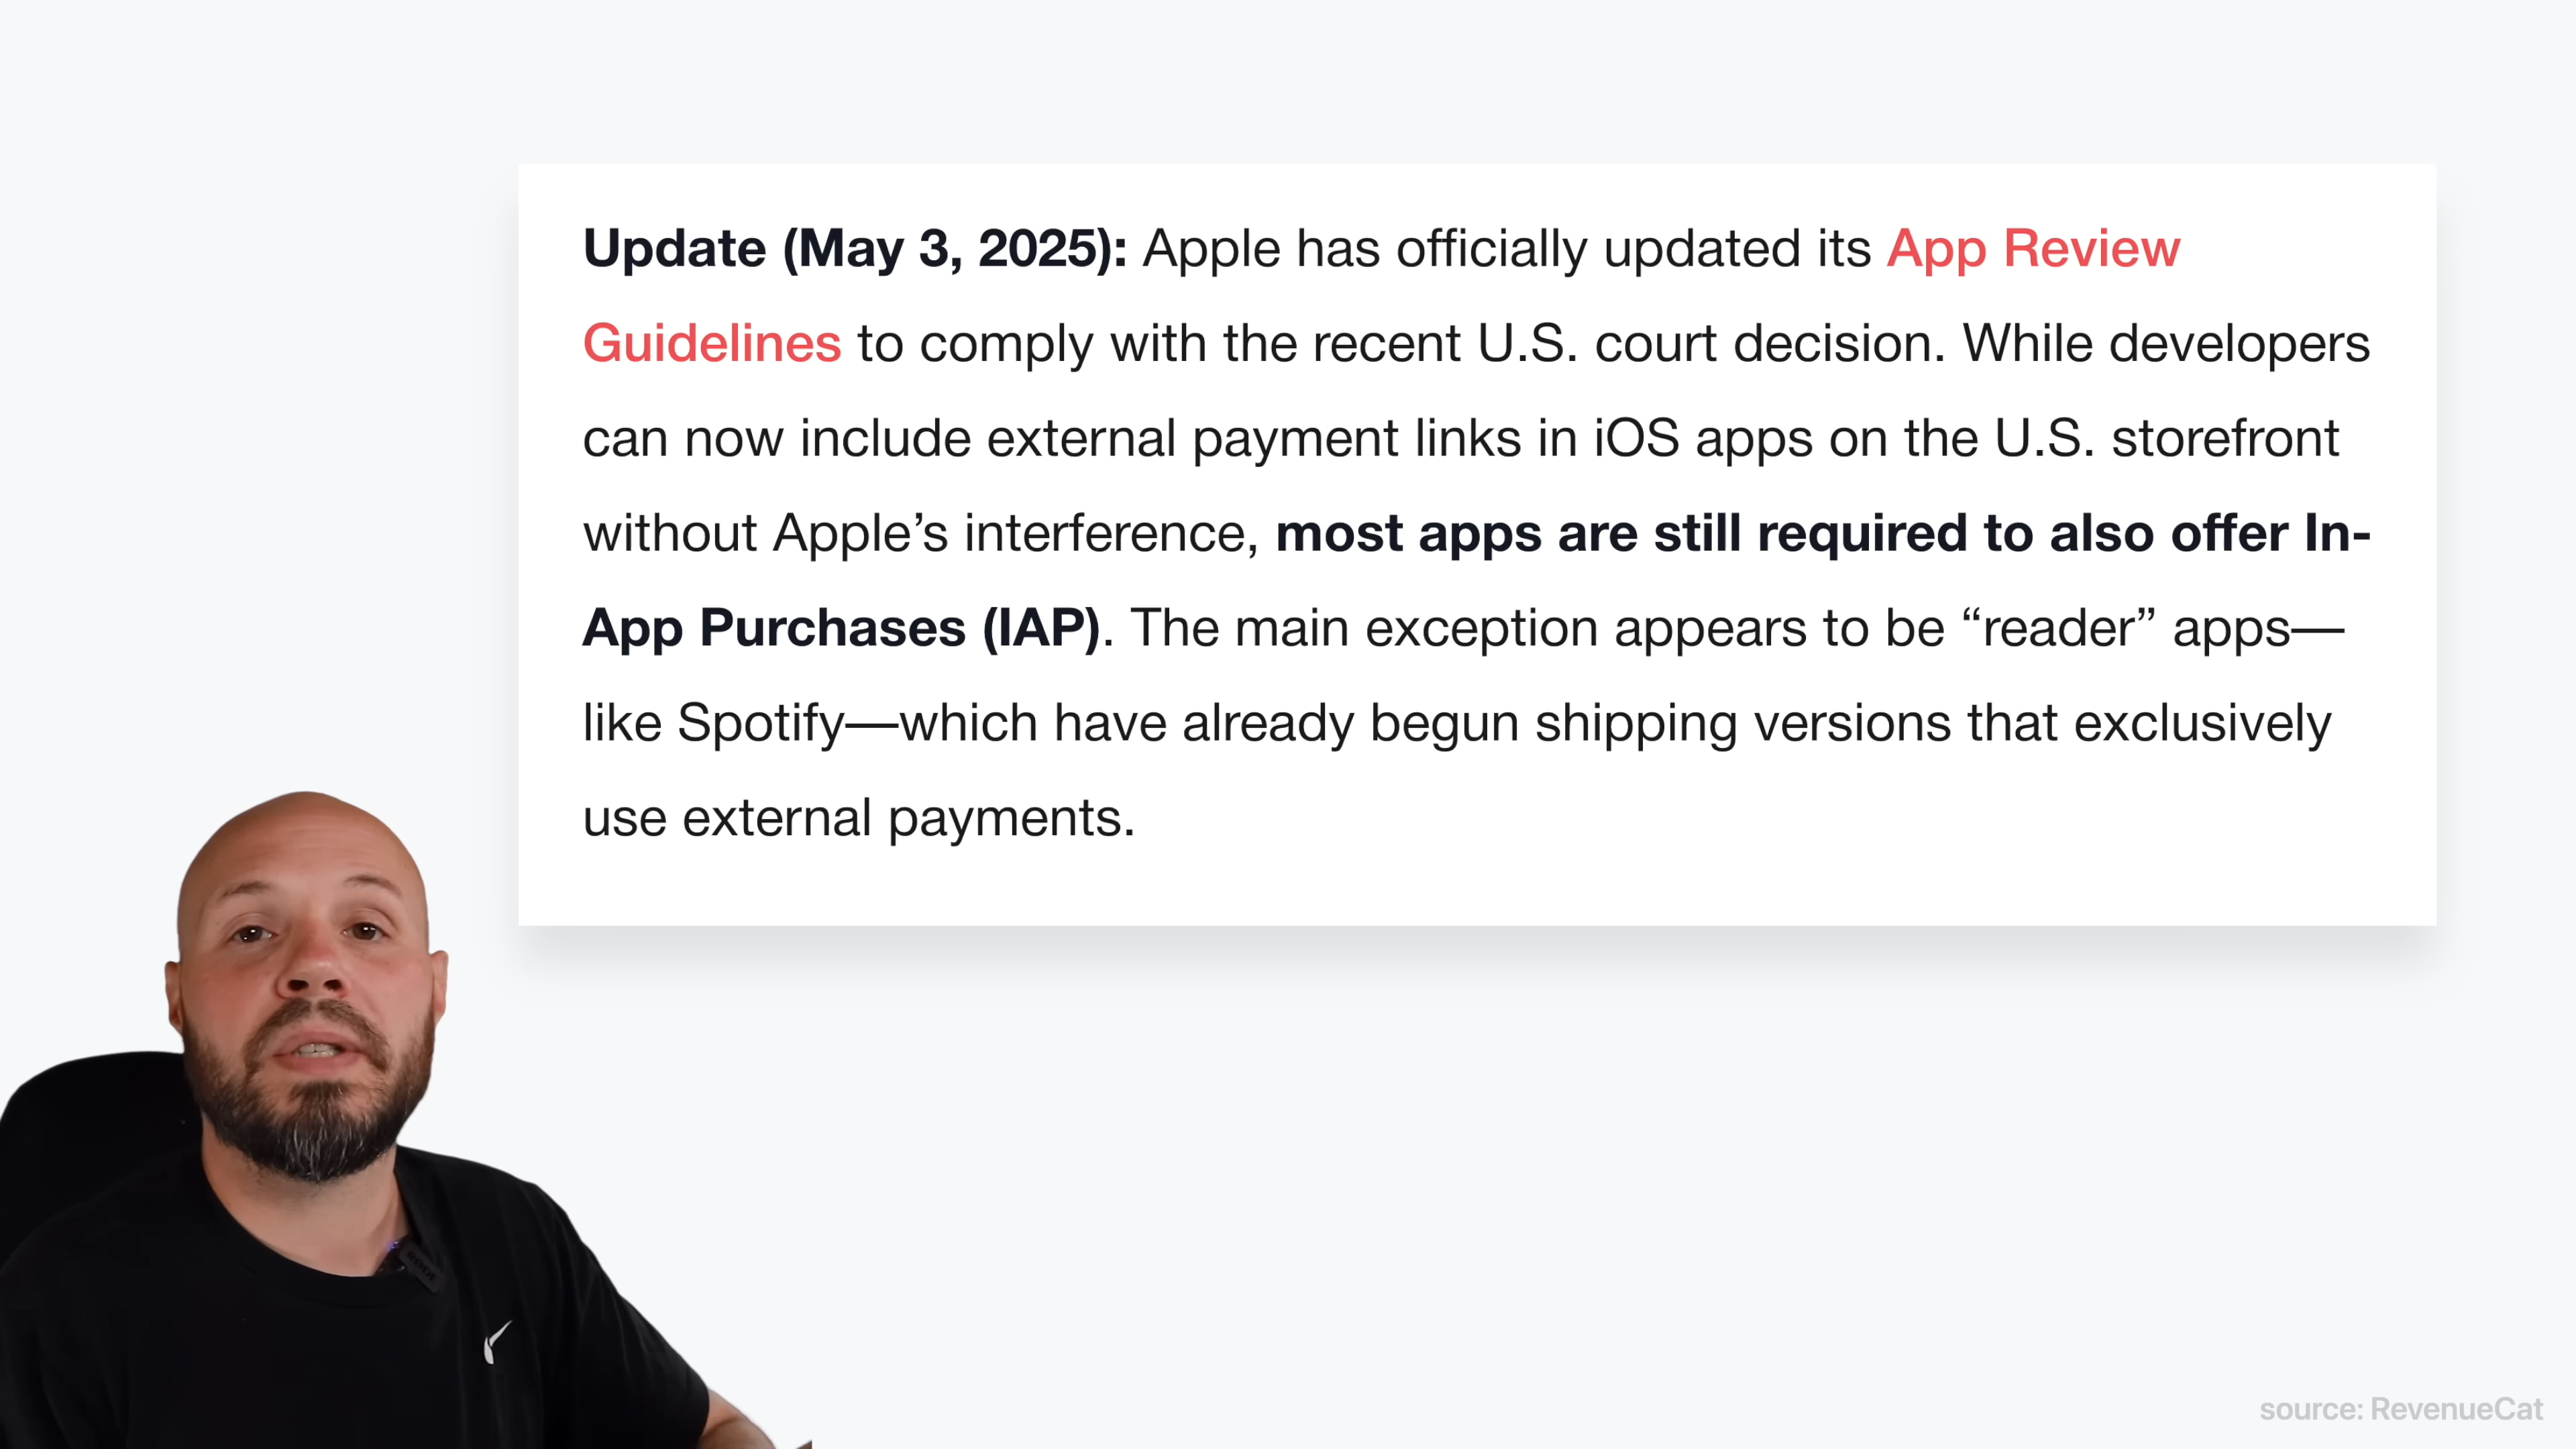 Update (May 3, 2025): Apple has officially updated its App Review
Guidelines to comply with the recent U.S. court decision. While developers
can now include external payment links in iOS apps on the U.S. storefront
without Apple’s interference, most apps are still required to also offer In-
App Purchases (IAP). The main exception appears to be “reader” apps—
like Spotify—which have already begun shipping versions that exclusively
use external payments.
source: RevenueCat